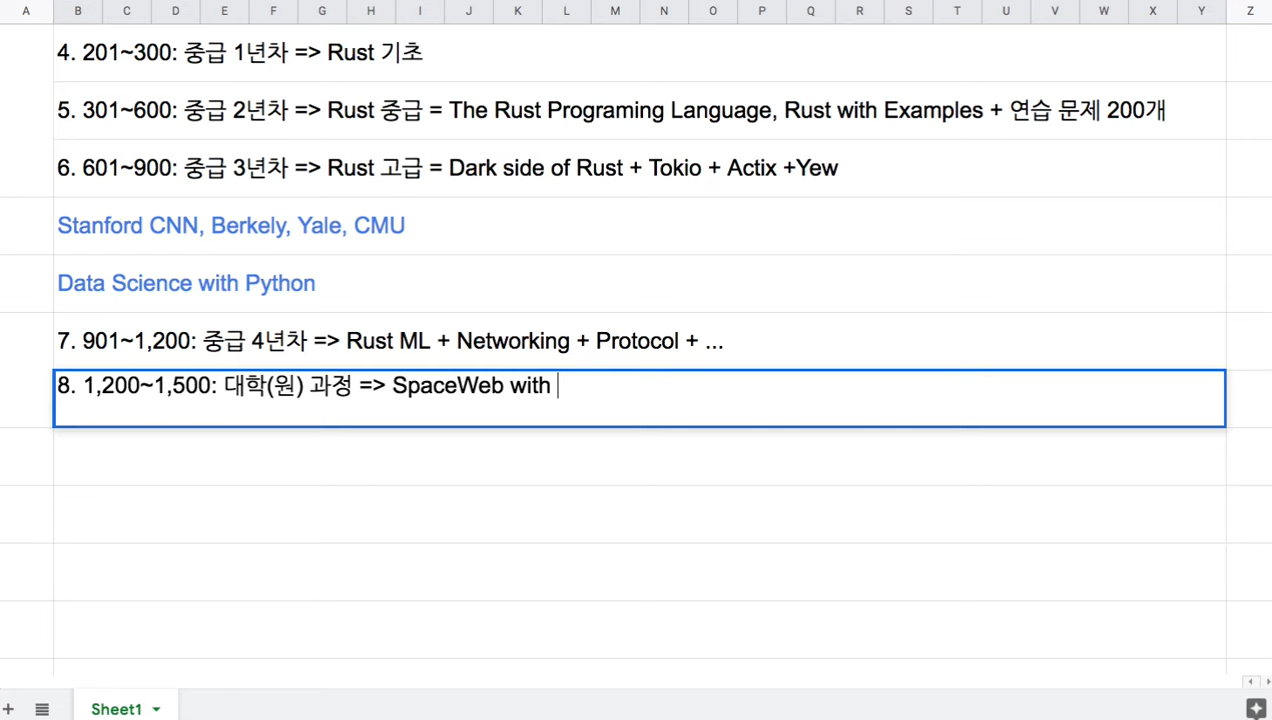 A B C D E F G H I J K L M N O P Q R S T U V W X Y Z
4. 201~300: 중급 1년차 => Rust 기초
5. 301~600: 중급 2년차 => Rust 중급 = The Rust Programing Language, Rust with Examples + 연습 문제 200개
6. 601~900: 중급 3년차 => Rust 고급 = Dark side of Rust + Tokio + Actix +Yew
Stanford CNN, Berkely, Yale, CMU
Data Science with Python
7. 901~1,200: 중급 4년차 => Rust ML + Networking + Protocol + ...
8. 1,200~1,500: 대학(원) 과정 => SpaceWeb with
Sheet1